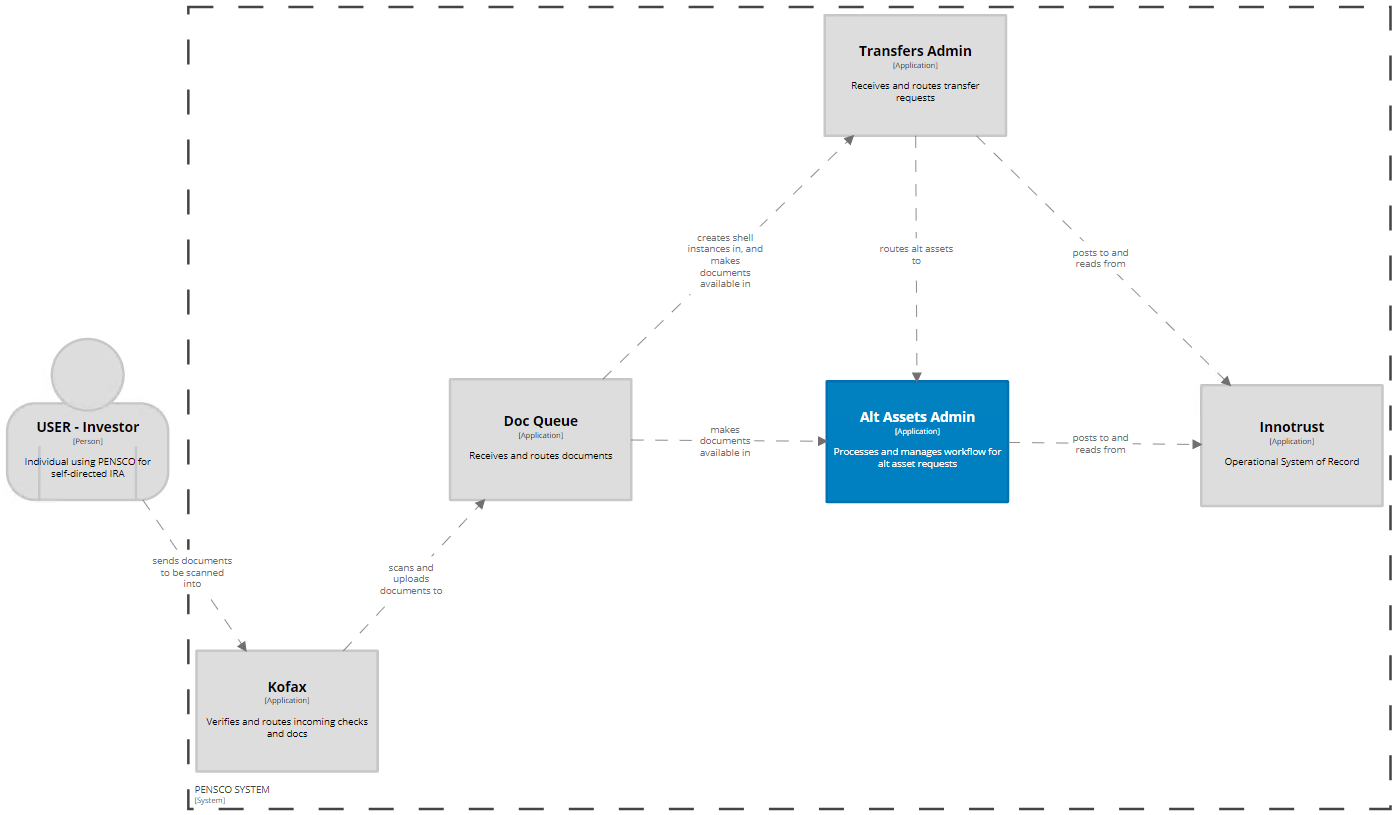 Transfers Admin
[Application]
Receives and routes transfer
requests
creates shell
instances in, and
makes
documents
available in
routes alt assets
to
posts to and
reads from
USER - Investor
[Person]
Individual using PENSCO for
self-directed IRA
Doc Queue
[Application]
Receives and routes documents
makes
documents
available in
Alt Assets Admin
[Application]
Processes and manages workflow for
alt asset requests
posts to and
reads from
Innotrust
[Application]
Operational System of Record
sends documents
to be scanned
into
scans and
uploads
documents to
Kofax
[Application]
Verifies and routes incoming checks
and docs
PENSCO SYSTEM
[System]